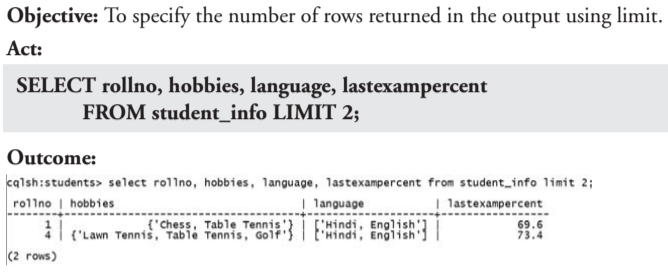 Objective: To specify the number of rows returned in the output using limit.
Act:
SELECT rollno, hobbies, language, lastexampercent
FROM student_info LIMIT 2;
Outcome:
cqlsh:students> select rollno, hobbies, language, lastexampercent from student_info limit 2;
rollno | hobbies | language | lastexampercent
1 | {'Chess, Table Tennis'} | ['Hindi, English'] | 69.6
4 | {'Lawn Tennis, Table Tennis, Golf'} | ['Hindi, English'] | 73.4
(2 rows)